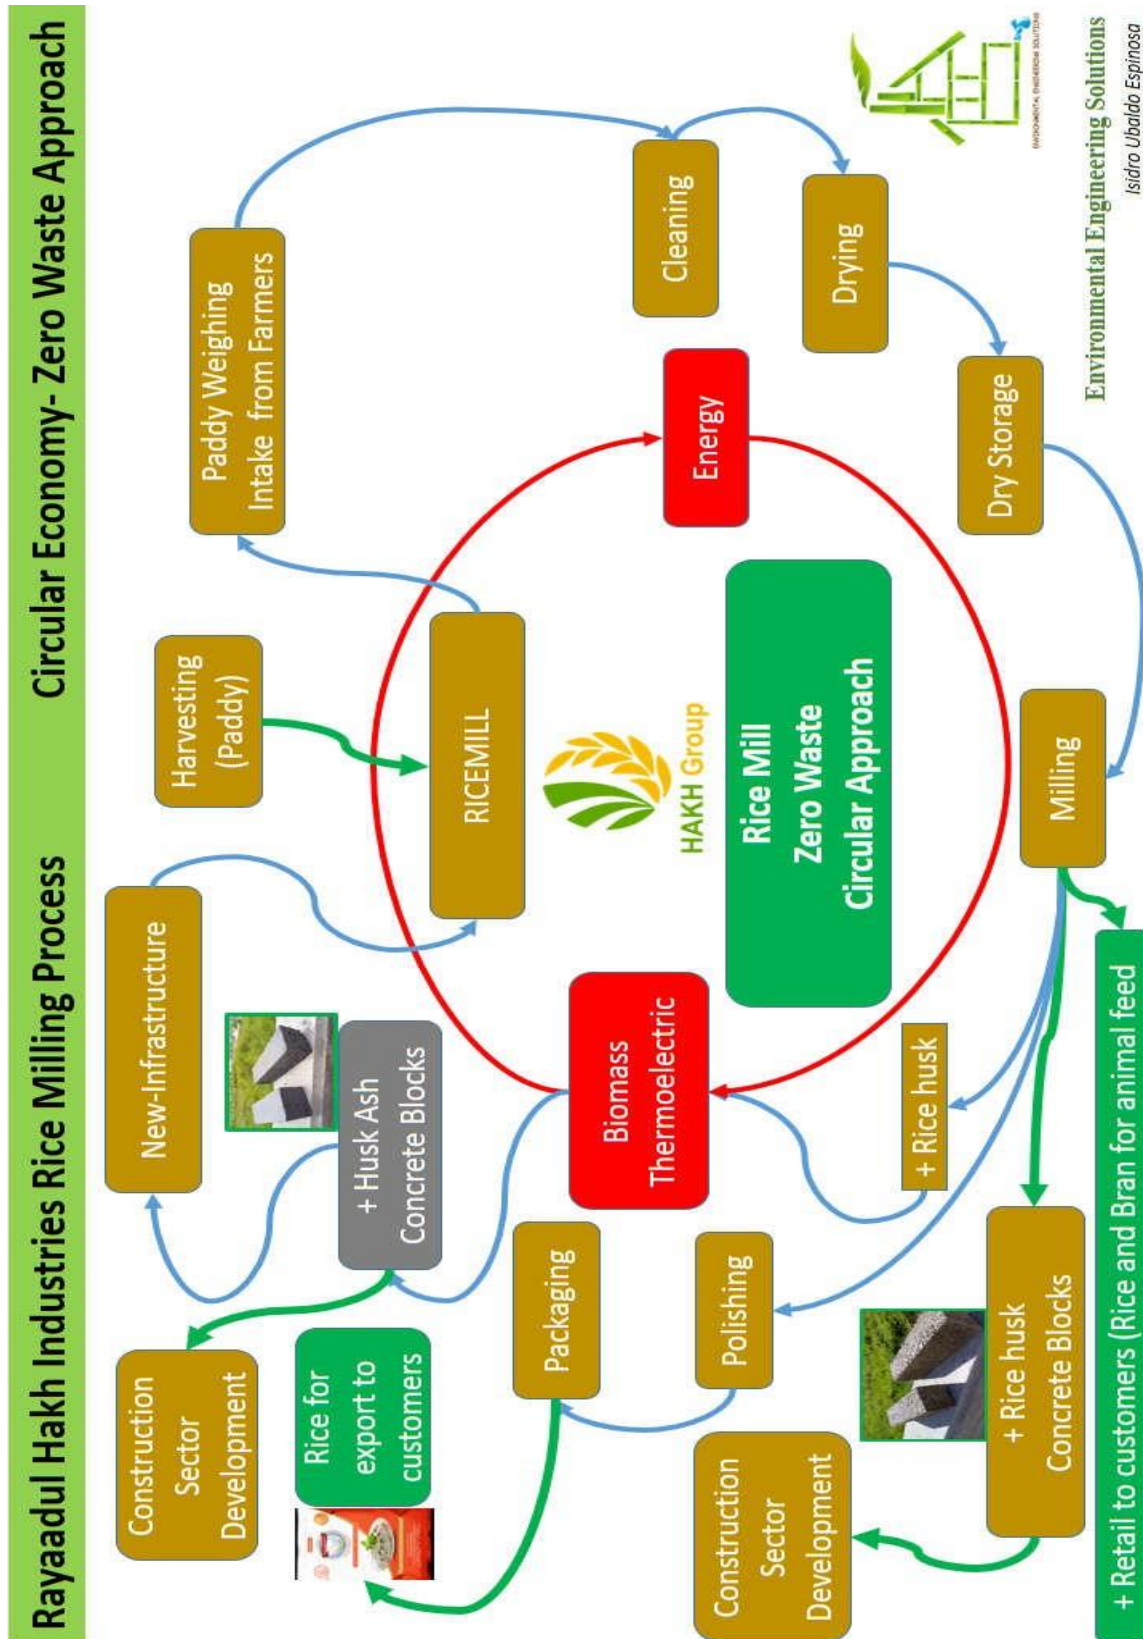 Rayaadul Hakh Industries Rice Milling Process
Circular Economy- Zero Waste Approach
Construction
Sector
Development
New-Infrastructure
Harvesting
(Paddy)
Paddy Weighing
Intake from Farmers
Rice for
export to
customers
+ Husk Ash
Concrete Blocks
RICEMILL
Packaging
Biomass
Thermoelectric
HAKH Group
Energy
Cleaning
Polishing
Rice Mill
Zero Waste
Circular Approach
Drying
Construction
Sector
Development
+ Rice husk
Dry Storage
+ Rice husk
Concrete Blocks
Milling
+ Retail to customers (Rice and Bran for animal feed
ENVIRONMENTAL ENGINEERING SOLUTIONS
Environmental Engineering Solutions
Isidro Ubaldo Espinosa